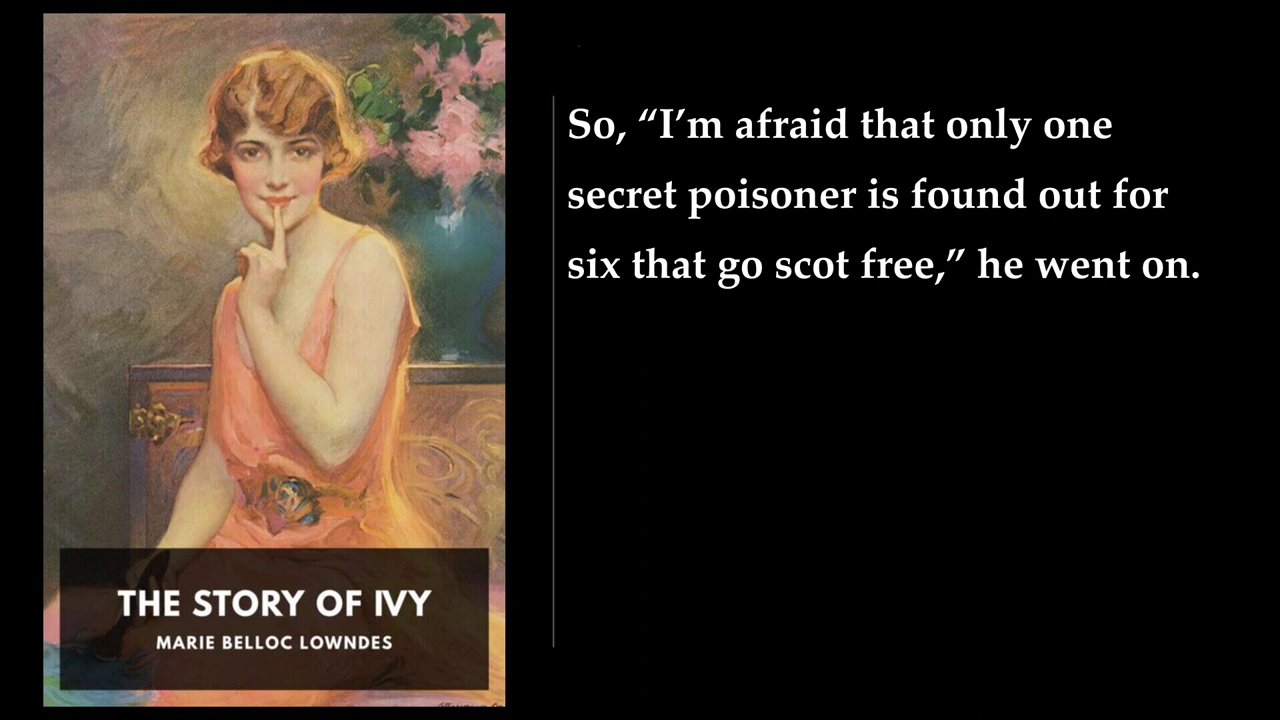 THE STORY OF IVY
MARIE BELLOC LOWNDES
So, “I’m afraid that only one
secret poisoner is found out for
six that go scot free,” he went on.